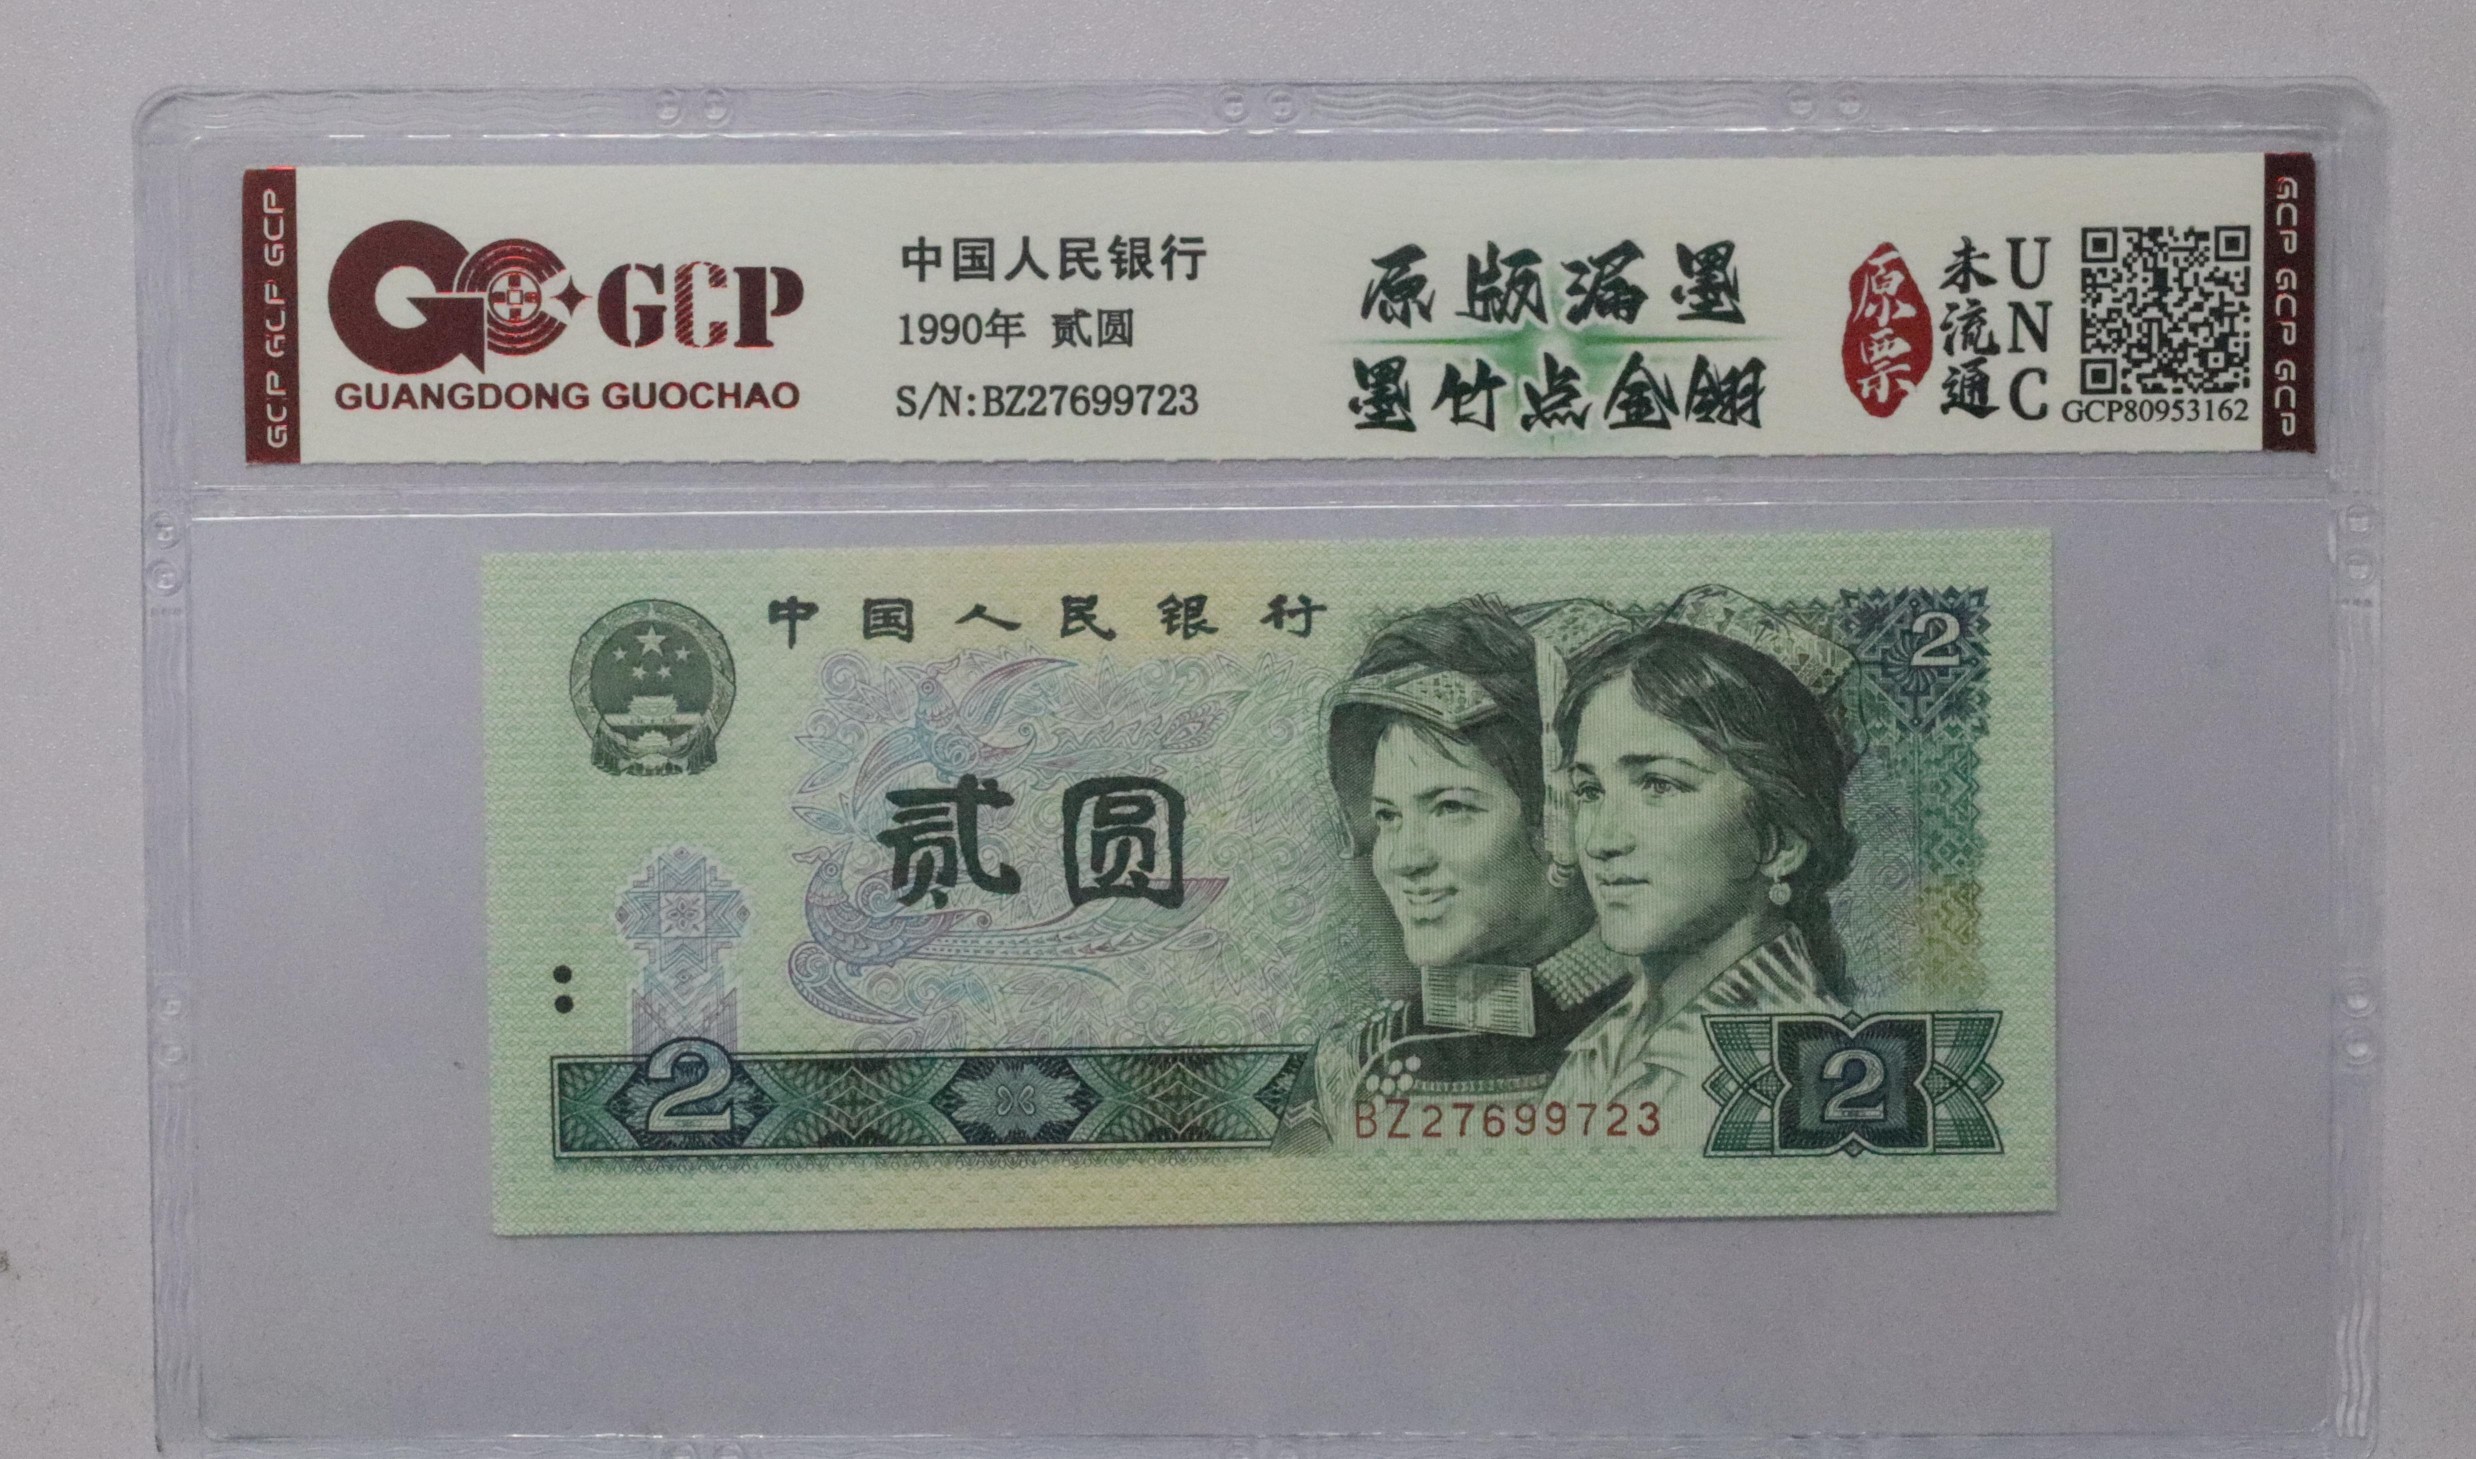 GCP GCP GCP
GCP
GUANGDONG GUOCHAO
中国人民银行
1990年 贰圆
S/N:BZ27699723
原版漏墨
墨竹点金翎
原票
未流通
UNC
GCP80953162
GCP GCP GCP
中国人民银行
2
贰圆
2
BZ27699723
2